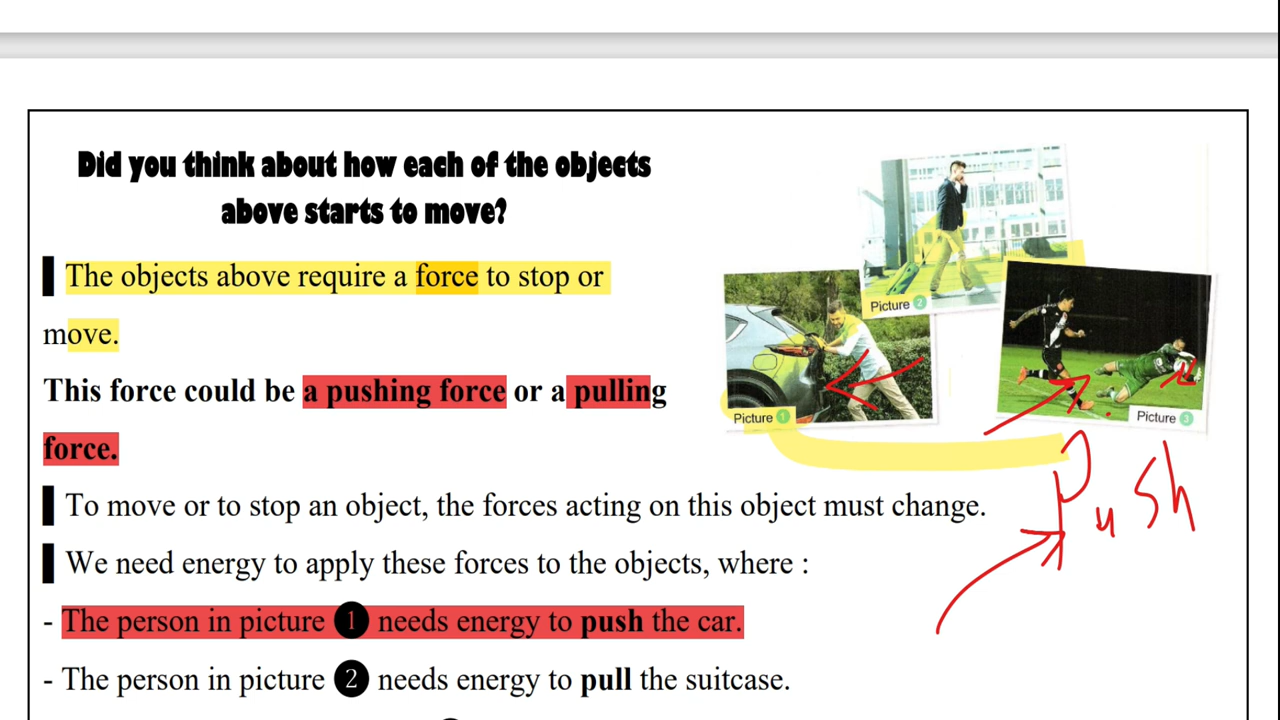 Did you think about how each of the objects
above starts to move?
The objects above require a force to stop or
move.
This force could be a pushing force or a pulling
force.
To move or to stop an object, the forces acting on this object must change.
We need energy to apply these forces to the objects, where :
- The person in picture 1 needs energy to push the car.
- The person in picture 2 needs energy to pull the suitcase.
Picture 2
Picture 1
Picture 3
Push